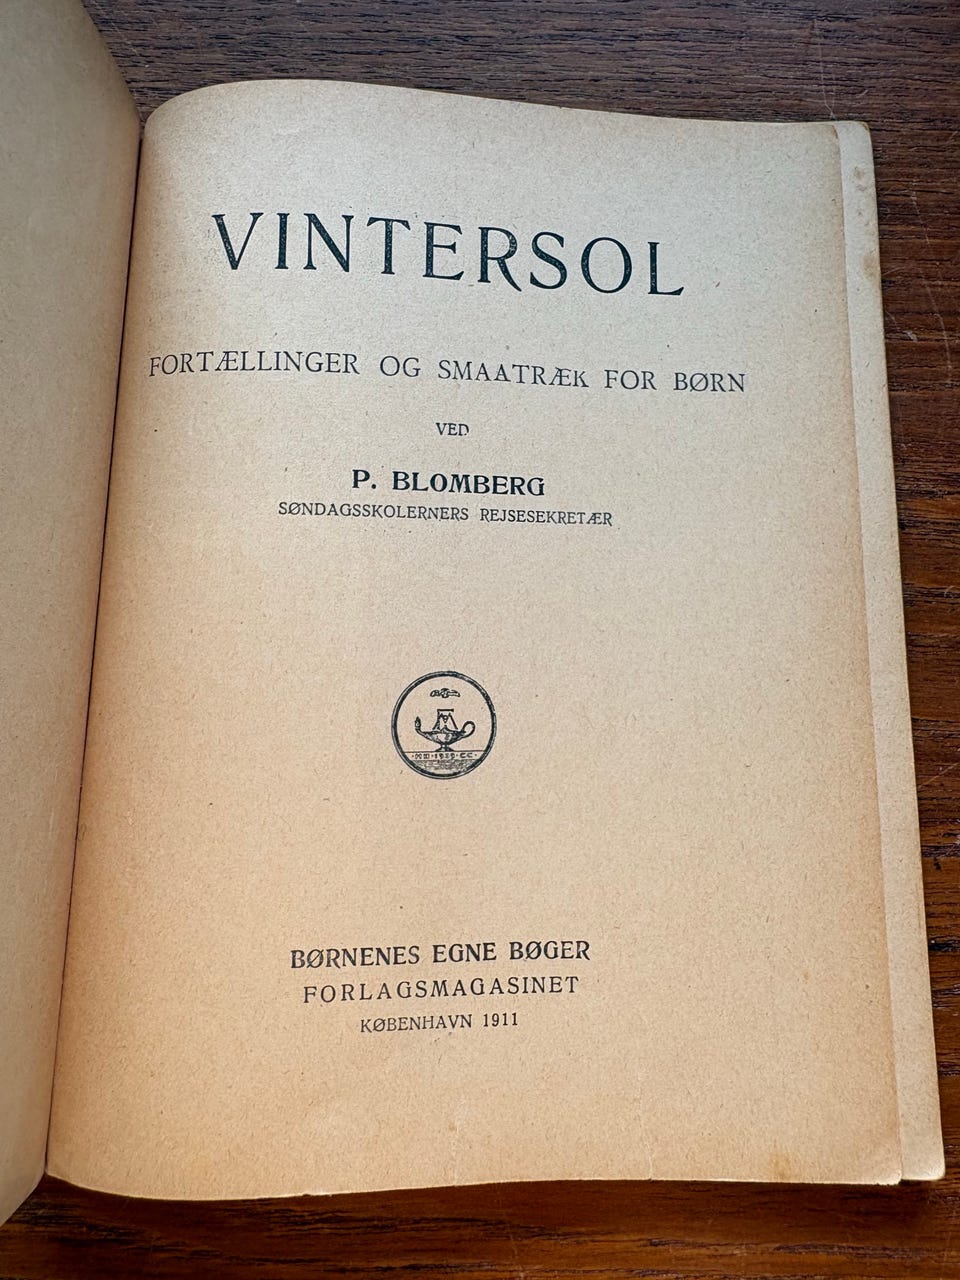 VINTERSOL
FORTÆLLINGER OG SMAATRÆK FOR BØRN
VED
P. BLOMBERG
SØNDAGSSKOLERNERS REJSESEKRETÆR
BØRNENES EGNE BØGER
FORLAGSMAGASINET
KØBENHAVN 1911